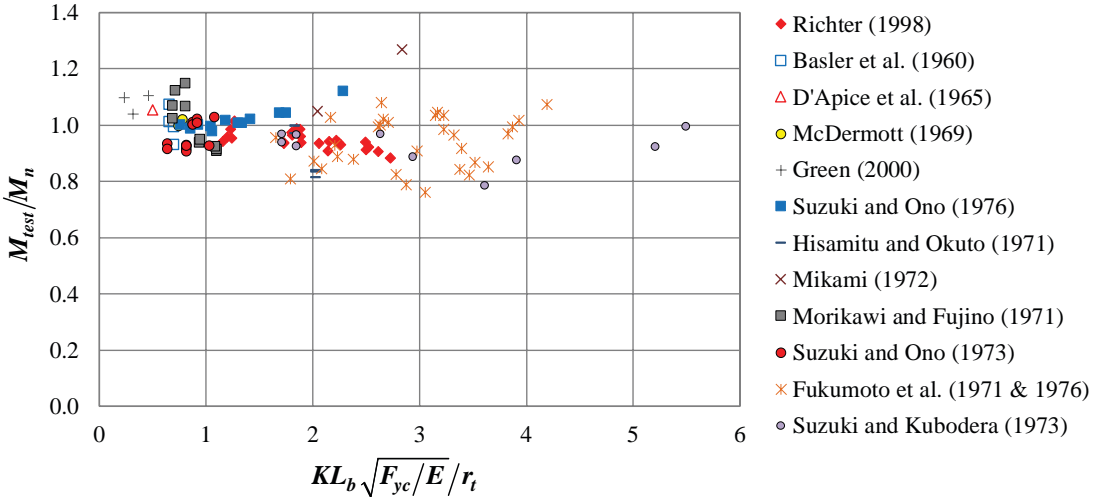 1.4
1.2
1.0
0.8
0.6
0.4
0.2
0.0
M_test/M_n
0 1 2 3 4 5 6
KL_b √(F_yc/E)/r_t
Richter (1998)
Basler et al. (1960)
D'Apice et al. (1965)
McDermott (1969)
Green (2000)
Suzuki and Ono (1976)
Hisamitu and Okuto (1971)
Mikami (1972)
Morikawi and Fujino (1971)
Suzuki and Ono (1973)
Fukumoto et al. (1971 & 1976)
Suzuki and Kubodera (1973)